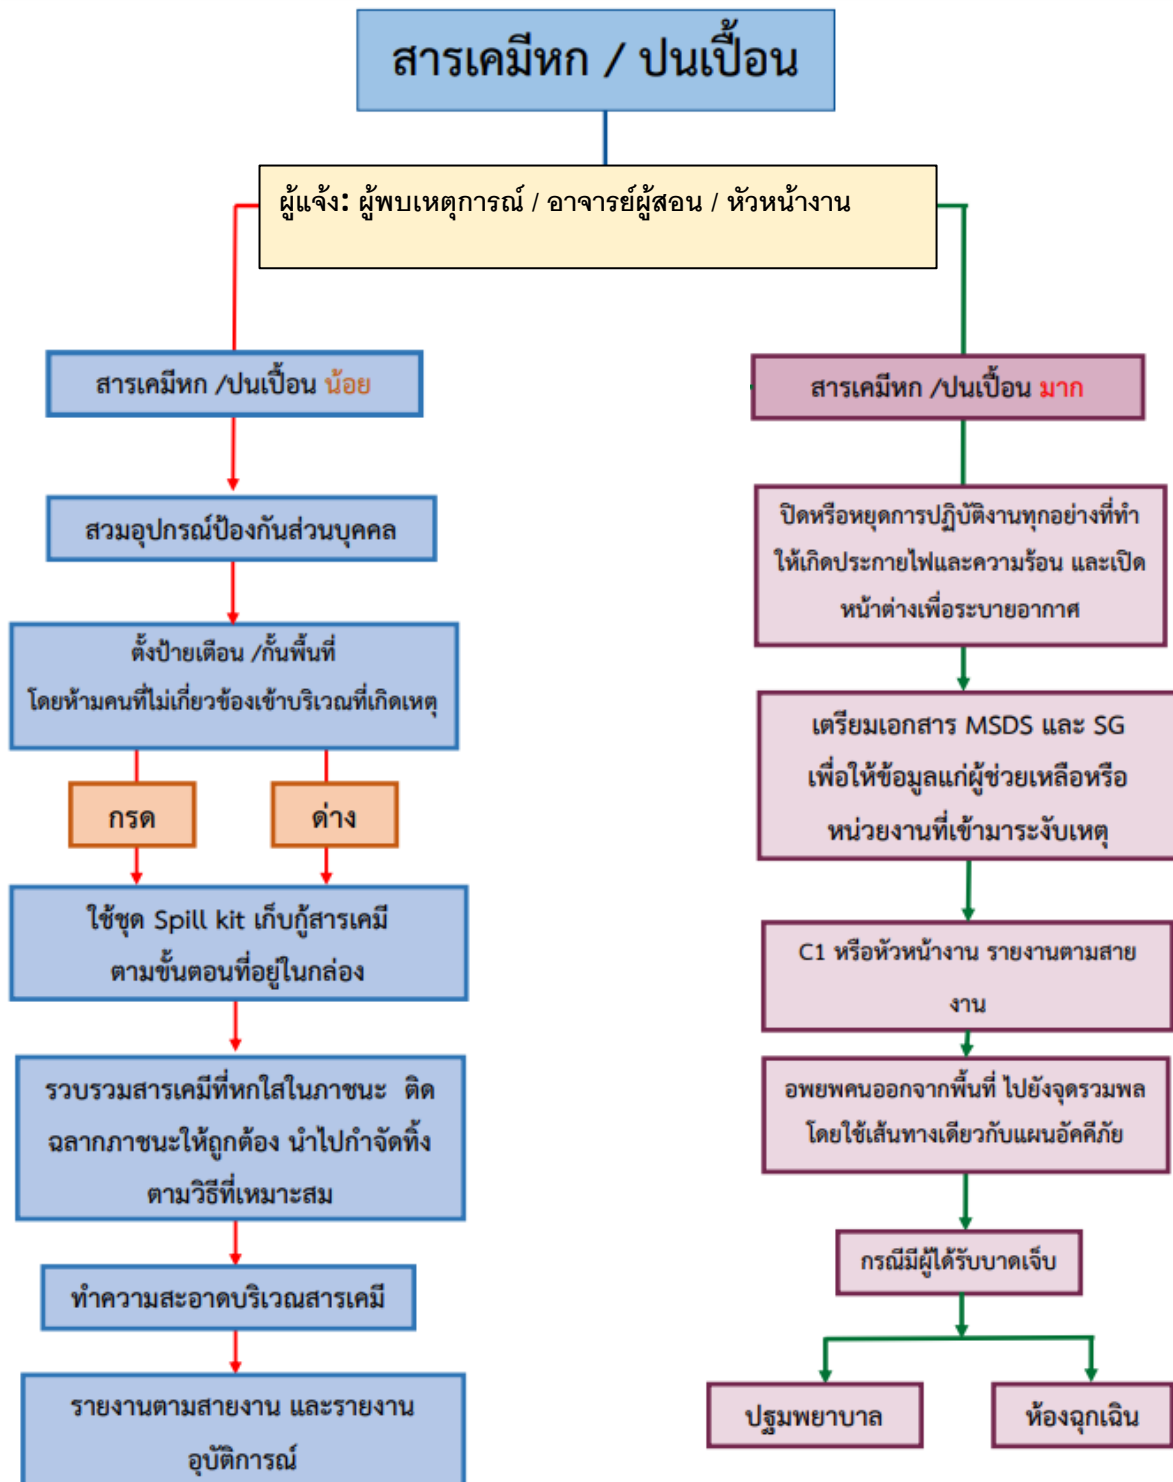 สารเคมีหก / ปนเปื้อน
ผู้แจ้ง: ผู้พบเหตุการณ์ / อาจารย์ผู้สอน / หัวหน้างาน
สารเคมีหก /ปนเปื้อน น้อย
สวมอุปกรณ์ป้องกันส่วนบุคคล
ตั้งป้ายเตือน /กั้นพื้นที่
โดยห้ามคนที่ไม่เกี่ยวข้องเข้าบริเวณที่เกิดเหตุ
กรด
ด่าง
ใช้ชุด Spill kit เก็บกู้สารเคมี
ตามขั้นตอนที่อยู่ในกล่อง
รวบรวมสารเคมีที่หกใส่ในภาชนะ ติด
ฉลากภาชนะให้ถูกต้อง นำไปกำจัดทิ้ง
ตามวิธีที่เหมาะสม
ทำความสะอาดบริเวณสารเคมี
รายงานตามสายงาน และรายงาน
อุบัติการณ์
สารเคมีหก /ปนเปื้อน มาก
ปิดหรือหยุดการปฏิบัติงานทุกอย่างที่ทำ
ให้เกิดประกายไฟและความร้อน และเปิด
หน้าต่างเพื่อระบายอากาศ
เตรียมเอกสาร MSDS และ SG
เพื่อให้ข้อมูลแก่ผู้ช่วยเหลือหรือ
หน่วยงานที่เข้ามาระงับเหตุ
C1 หรือหัวหน้างาน รายงานตามสาย
งาน
อพยพคนออกจากพื้นที่ ไปยังจุดรวมพล
โดยใช้เส้นทางเดียวกับแผนอัคคีภัย
กรณีมีผู้ได้รับบาดเจ็บ
ปฐมพยาบาล
ห้องฉุกเฉิน